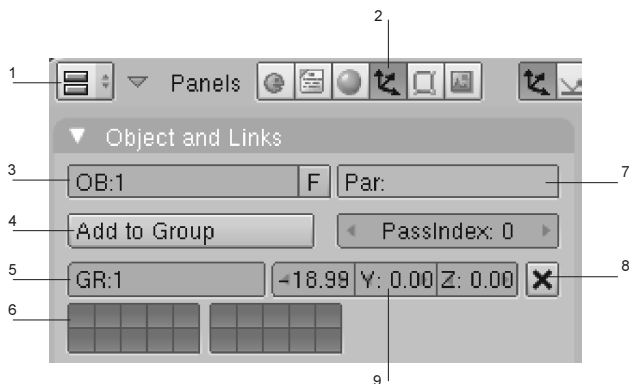 2
1
Panels
Object and Links
3
OB:1 F Par:
7
4
Add to Group PassIndex: 0
5
GR:1 -18.99 Y: 0.00 Z: 0.00
8
6
9